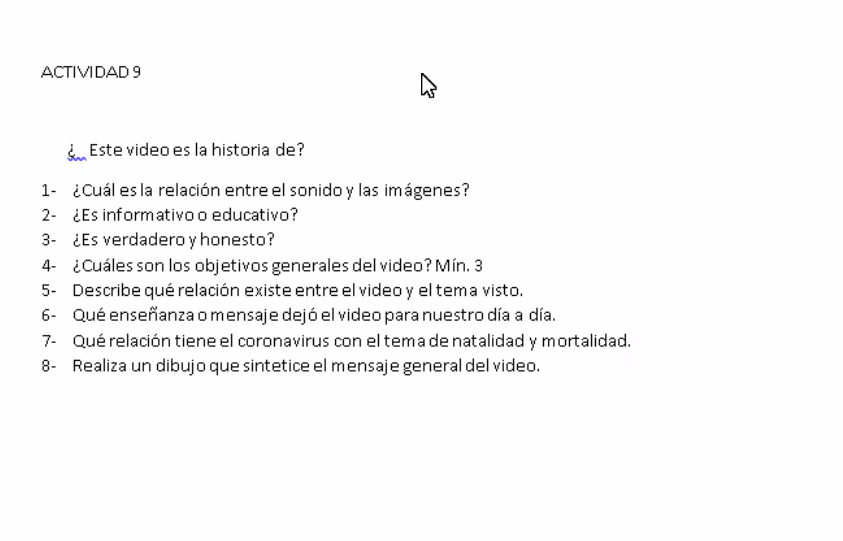 ACTIVIDAD 9
¿ Este video es la historia de?
1- ¿Cuál es la relación entre el sonido y las imágenes?
2- ¿Es informativo o educativo?
3- ¿Es verdadero y honesto?
4- ¿Cuáles son los objetivos generales del video? Mín. 3
5- Describe qué relación existe entre el video y el tema visto.
6- Qué enseñanza o mensaje dejó el video para nuestro día a día.
7- Qué relación tiene el coronavirus con el tema de natalidad y mortalidad.
8- Realiza un dibujo que sintetice el mensaje general del video.